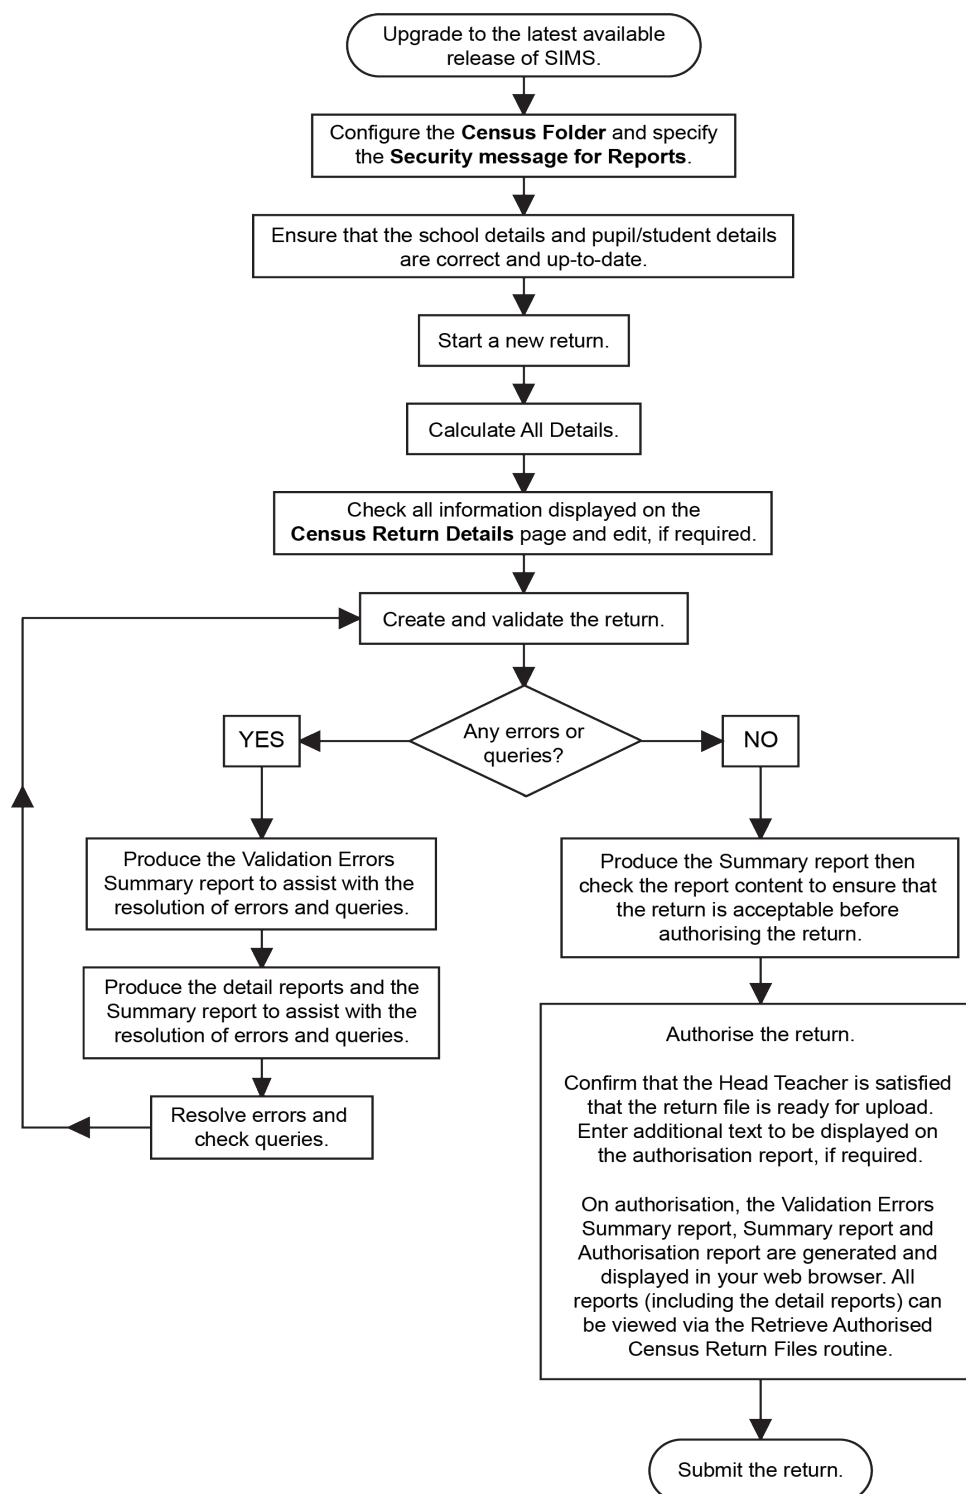 Upgrade to the latest available
release of SIMS.
Configure the Census Folder and specify
the Security message for Reports.
Ensure that the school details and pupil/student details
are correct and up-to-date.
Start a new return.
Calculate All Details.
Check all information displayed on the
Census Return Details page and edit, if required.
Create and validate the return.
Any errors or
queries?
YES
NO
Produce the Validation Errors
Summary report to assist with the
resolution of errors and queries.
Produce the detail reports and the
Summary report to assist with the
resolution of errors and queries.
Resolve errors and
check queries.
Produce the Summary report then
check the report content to ensure that
the return is acceptable before
authorising the return.
Authorise the return.
Confirm that the Head Teacher is satisfied
that the return file is ready for upload.
Enter additional text to be displayed on
the authorisation report, if required.
On authorisation, the Validation Errors
Summary report, Summary report and
Authorisation report are generated and
displayed in your web browser. All
reports (including the detail reports) can
be viewed via the Retrieve Authorised
Census Return Files routine.
Submit the return.